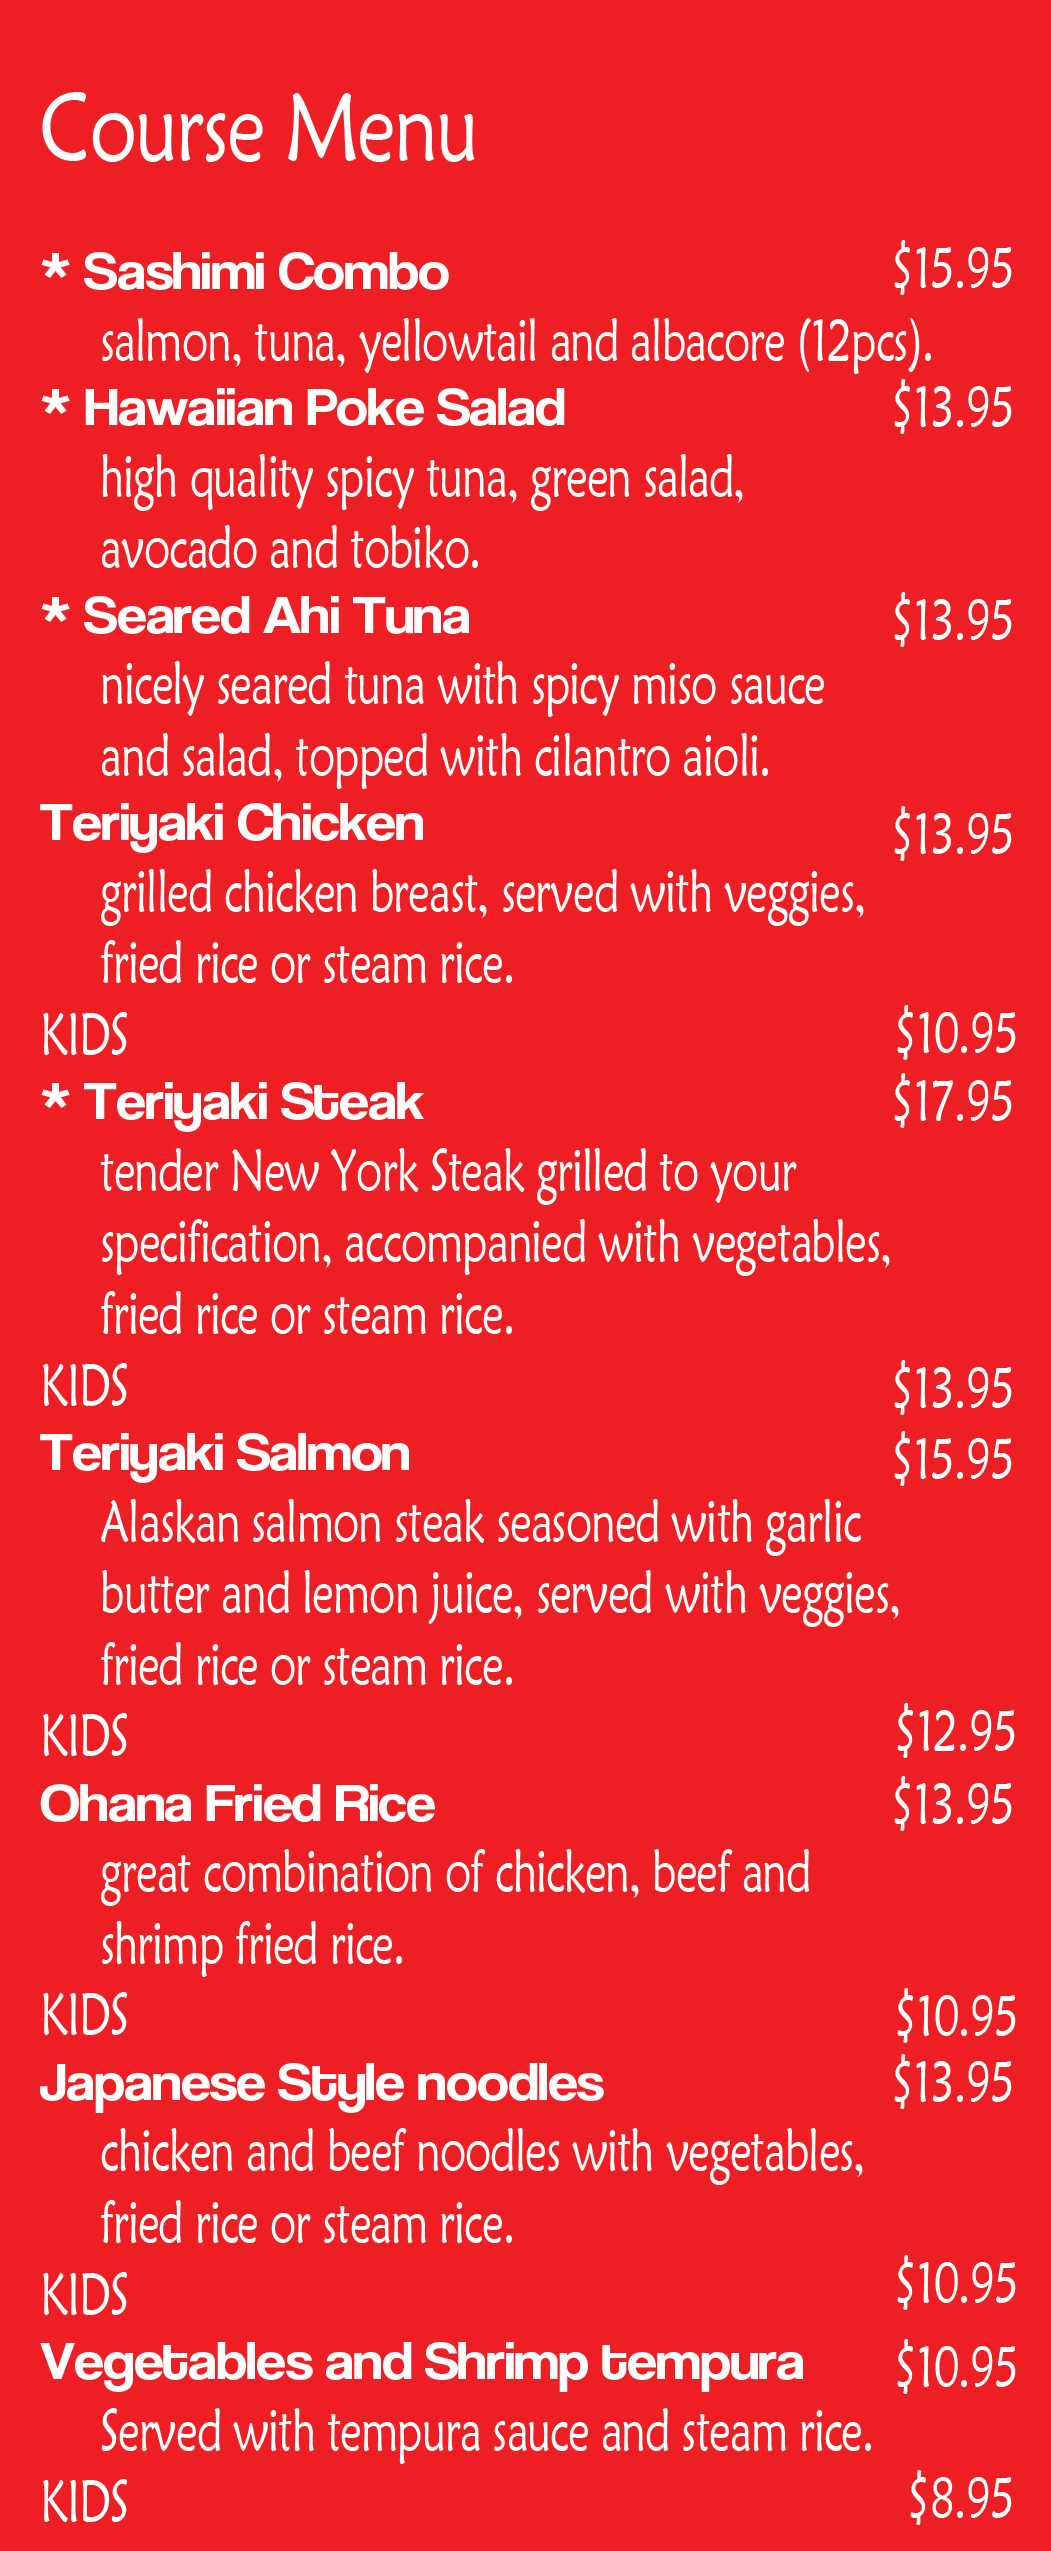 Course Menu
* Sashimi Combo $15.95
salmon, tuna, yellowtail and albacore (12pcs).
* Hawaiian Poke Salad $13.95
high quality spicy tuna, green salad,
avocado and tobiko.
* Seared Ahi Tuna $13.95
nicely seared tuna with spicy miso sauce
and salad, topped with cilantro aioli.
Teriyaki Chicken $13.95
grilled chicken breast, served with veggies,
fried rice or steam rice.
KIDS $10.95
* Teriyaki Steak $17.95
tender New York Steak grilled to your
specification, accompanied with vegetables,
fried rice or steam rice.
KIDS $13.95
Teriyaki Salmon $15.95
Alaskan salmon steak seasoned with garlic
butter and lemon juice, served with veggies,
fried rice or steam rice.
KIDS $12.95
Ohana Fried Rice $13.95
great combination of chicken, beef and
shrimp fried rice.
KIDS $10.95
Japanese Style noodles $13.95
chicken and beef noodles with vegetables,
fried rice or steam rice.
KIDS $10.95
Vegetables and Shrimp tempura $10.95
Served with tempura sauce and steam rice.
KIDS $8.95